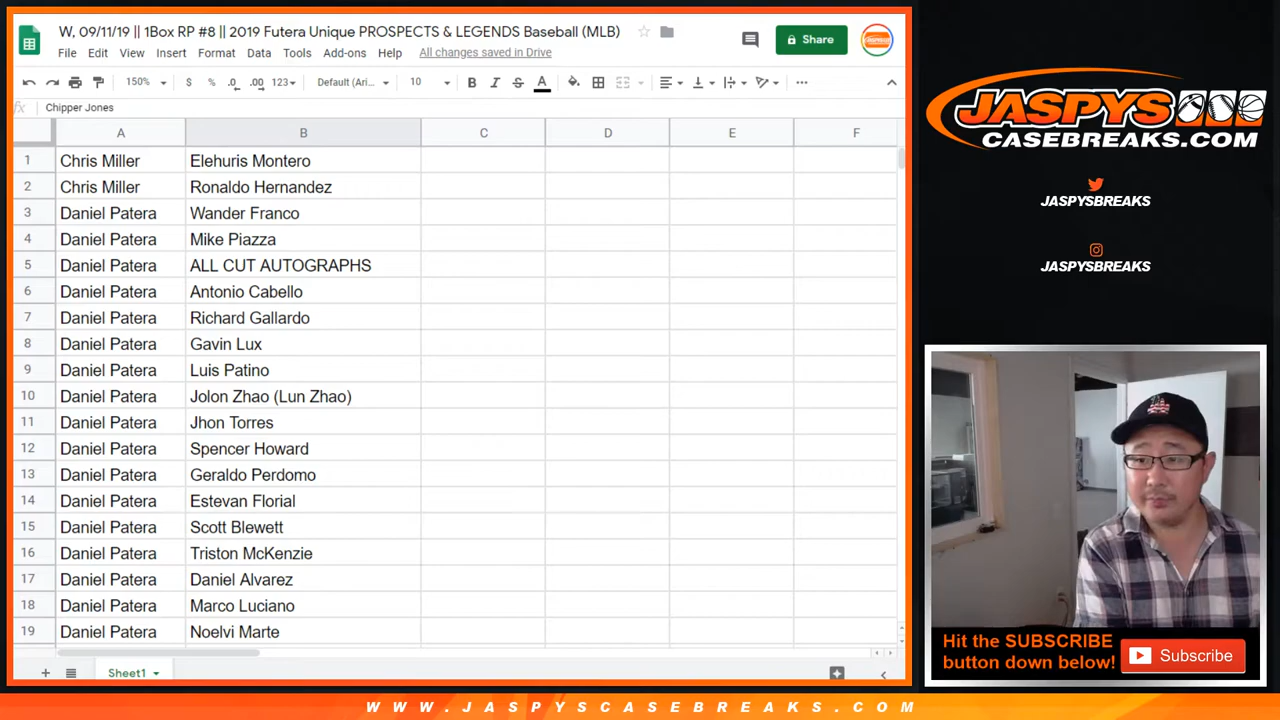 W, 09/11/19 || 1Box RP #8 || 2019 Futera Unique PROSPECTS & LEGENDS Baseball (MLB)
File Edit View Insert Format Data Tools Add-ons Help All changes saved in Drive
Share
150% $ % .0 .00 123 Default (Ari... 10 B I S A
fx Chipper Jones
A B C D E F
1 Chris Miller Elehuris Montero
2 Chris Miller Ronaldo Hernandez
3 Daniel Patera Wander Franco
4 Daniel Patera Mike Piazza
5 Daniel Patera ALL CUT AUTOGRAPHS
6 Daniel Patera Antonio Cabello
7 Daniel Patera Richard Gallardo
8 Daniel Patera Gavin Lux
9 Daniel Patera Luis Patino
10 Daniel Patera Jolon Zhao (Lun Zhao)
11 Daniel Patera Jhon Torres
12 Daniel Patera Spencer Howard
13 Daniel Patera Geraldo Perdomo
14 Daniel Patera Estevan Florial
15 Daniel Patera Scott Blewett
16 Daniel Patera Triston McKenzie
17 Daniel Patera Daniel Alvarez
18 Daniel Patera Marco Luciano
19 Daniel Patera Noelvi Marte
Sheet1
JASPYS
CASEBREAKS.COM
JASPYSBREAKS
JASPYSBREAKS
Hit the SUBSCRIBE
button down below!
Subscribe
WWW.JASPYSCASEBREAKS.COM